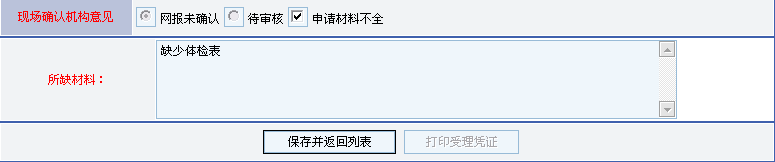 现场确认机构意见 网报未确认 待审核 申请材料不全
所缺材料： 缺少体检表
保存并返回列表 打印受理凭证